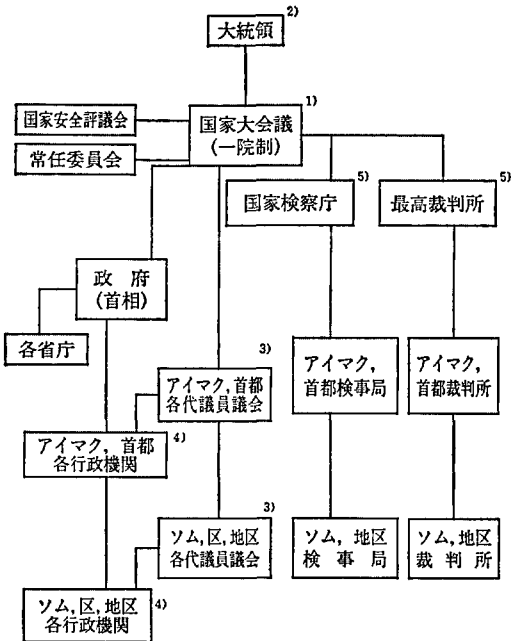 2)
大統領
1)
国家安全評議会
国家大会議
(一院制)
常任委員会
5)
国家検察庁
5)
最高裁判所
政 府
(首相)
各省庁
3)
アイマク,首都
各代議員議会
アイマク,
首都検事局
アイマク,
首都裁判所
アイマク,首都
各行政機関
4)
3)
ソム,区,地区
各代議員議会
ソム, 地区
検 事 局
ソム,地区
裁 判 所
ソム,区,地区
各行政機関
4)